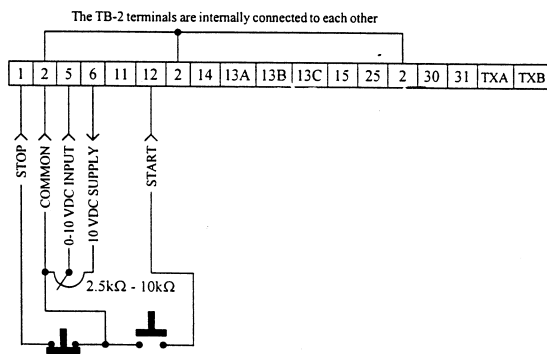 The TB-2 terminals are internally connected to each other
1 2 5 6 11 12 2 14 13A 13B 13C 15 25 2 30 31 TXA TXB
STOP
COMMON
0-10 VDC INPUT
10 VDC SUPPLY
START
2.5kΩ - 10kΩ